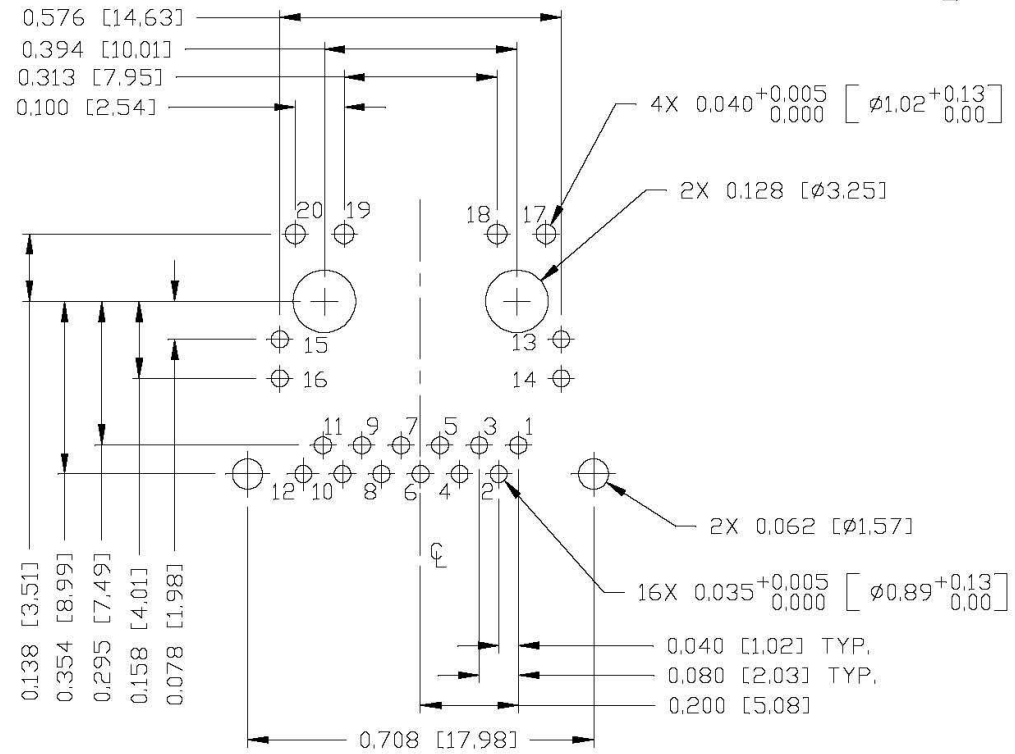 0.576 [14.63]
0.394 [10.01]
0.313 [7.95]
0.100 [2.54]
4X 0.040 +0.005 0.000 [ ø1.02 +0.13 0.00 ]
2X 0.128 [ø3.25]
20 19 18 17
15 13
16 14
11 9 7 5 3 1
12 10 8 6 4 2
2X 0.062 [ø1.57]
℄
16X 0.035 +0.005 0.000 [ ø0.89 +0.13 0.00 ]
0.138 [3.51]
0.354 [8.99]
0.295 [7.49]
0.158 [4.01]
0.078 [1.98]
0.040 [1.02] TYP.
0.080 [2.03] TYP.
0.200 [5.08]
0.708 [17.98]